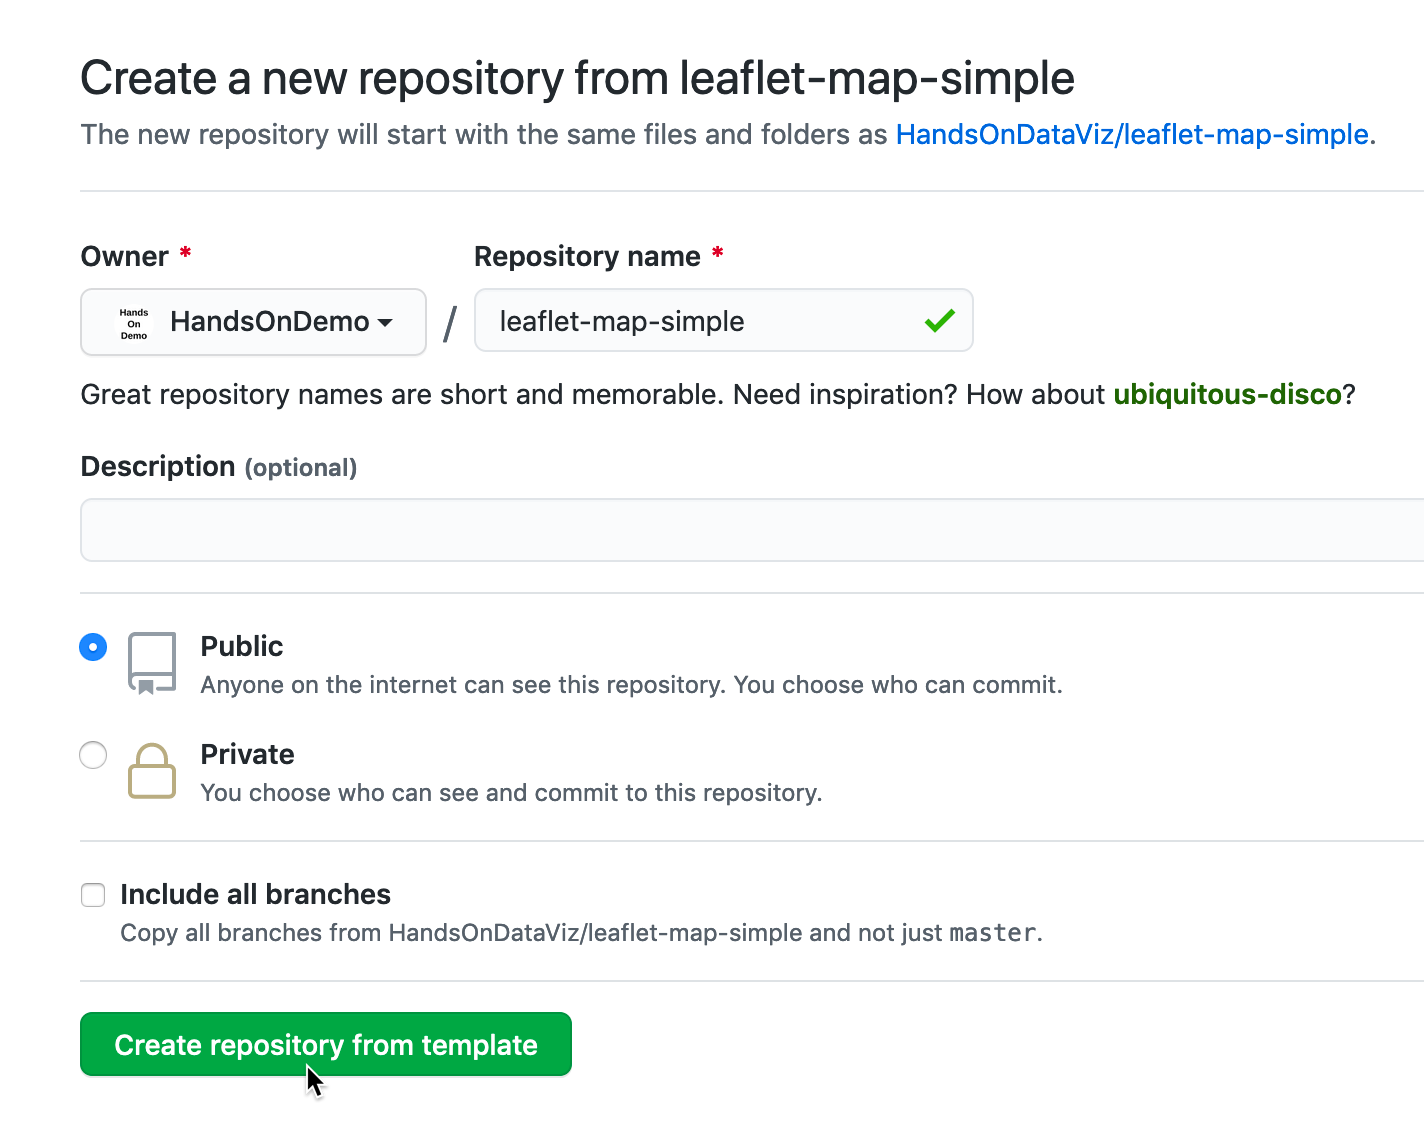 Create a new repository from leaflet-map-simple
The new repository will start with the same files and folders as HandsOnDataViz/leaflet-map-simple.
Owner *
Repository name *
Hands
On
Demo
HandsOnDemo
/
leaflet-map-simple
Great repository names are short and memorable. Need inspiration? How about ubiquitous-disco?
Description (optional)
Public
Anyone on the internet can see this repository. You choose who can commit.
Private
You choose who can see and commit to this repository.
Include all branches
Copy all branches from HandsOnDataViz/leaflet-map-simple and not just master.
Create repository from template